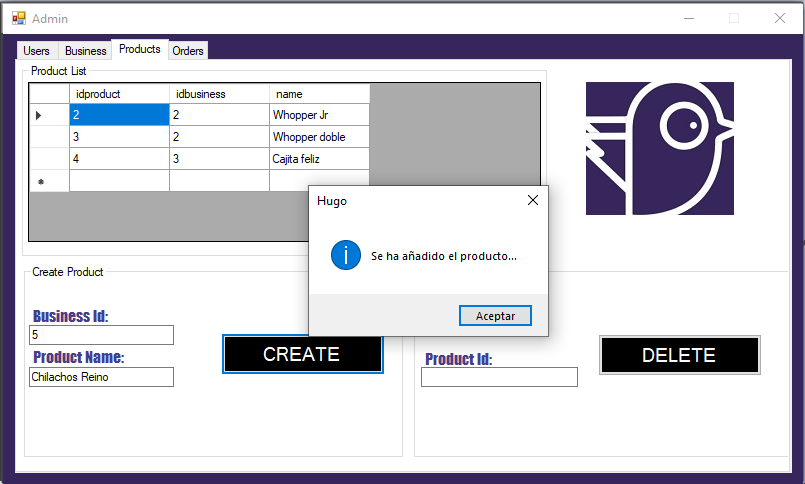 Admin
Users Business Products Orders
Product List
idproduct idbusiness name
2 2 Whopper Jr
3 2 Whopper doble
4 3 Cajita feliz
Hugo
Se ha añadido el producto...
Aceptar
Create Product
Business Id:
5
Product Name:
Chilachos Reino
CREATE
Product Id:
DELETE